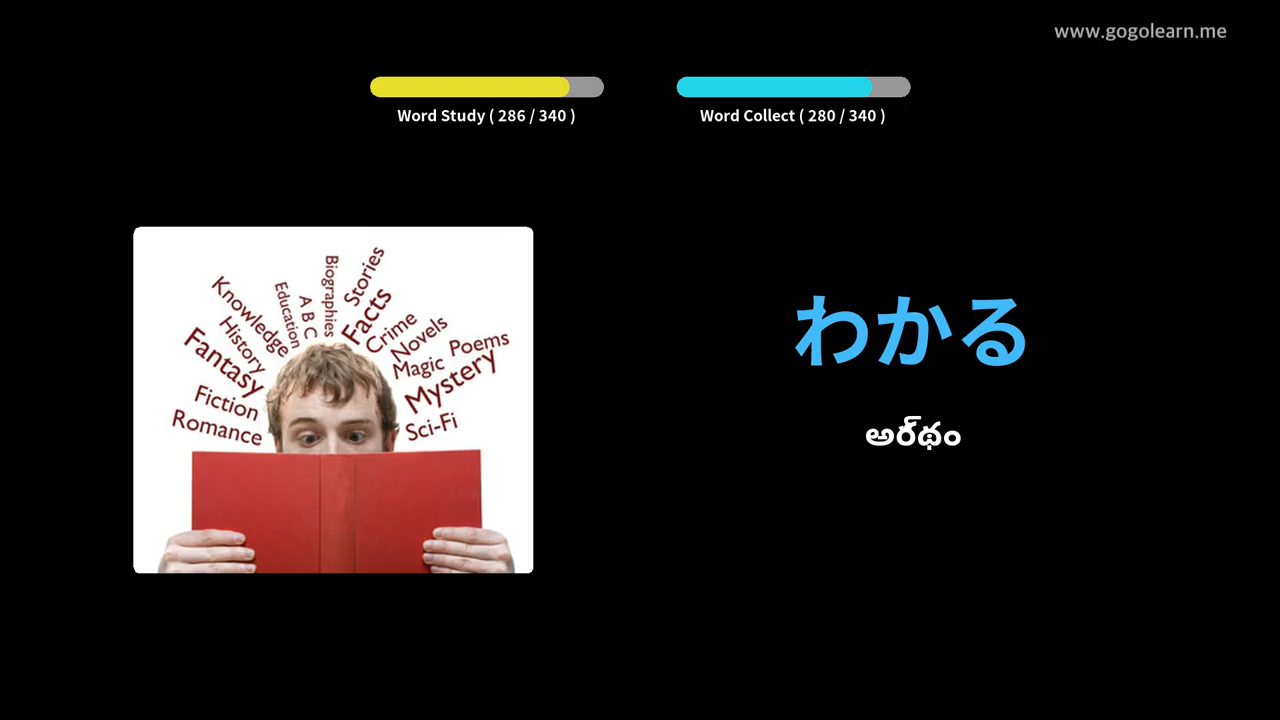 www.gogolearn.me
Word Study ( 286 / 340 )
Word Collect ( 280 / 340 )
Biographies
Stories
Education
A B C
Facts
Knowledge
Crime
History
Novels
Poems
Fantasy
Magic
Mystery
Fiction
Romance
Sci-Fi
わかる
అర్‌థం